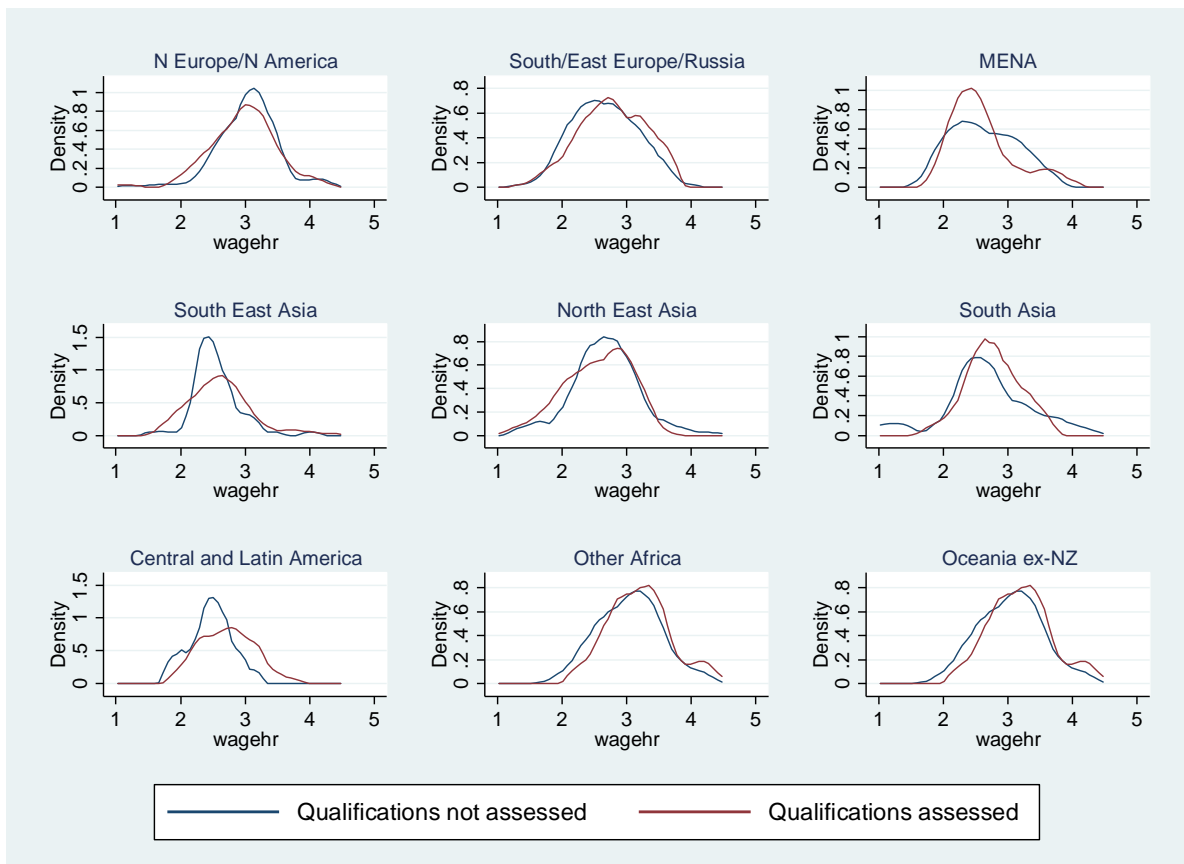 N Europe/N America
Density
0 .2 .4 .6 .8 1
1 2 3 4 5
wagehr
South/East Europe/Russia
Density
0 .2 .4 .6 .8
1 2 3 4 5
wagehr
MENA
Density
0 .2 .4 .6 .8 1
1 2 3 4 5
wagehr
South East Asia
Density
0 .5 1 1.5
1 2 3 4 5
wagehr
North East Asia
Density
0 .2 .4 .6 .8
1 2 3 4 5
wagehr
South Asia
Density
0 .2 .4 .6 .8 1
1 2 3 4 5
wagehr
Central and Latin America
Density
0 .5 1 1.5
1 2 3 4 5
wagehr
Other Africa
Density
0 .2 .4 .6 .8
1 2 3 4 5
wagehr
Oceania ex-NZ
Density
0 .2 .4 .6 .8
1 2 3 4 5
wagehr
Qualifications not assessed Qualifications assessed